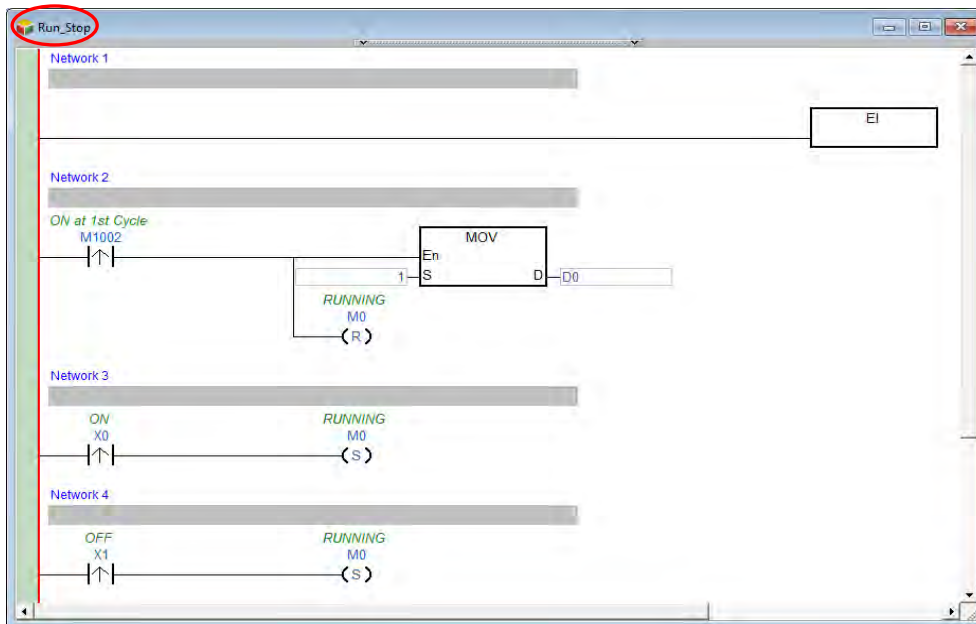 Run_Stop
Network 1
EI
Network 2
ON at 1st Cycle
M1002
MOV
En
1 S D D0
RUNNING
M0
( R )
Network 3
ON RUNNING
X0 M0
( S )
Network 4
OFF RUNNING
X1 M0
( S )